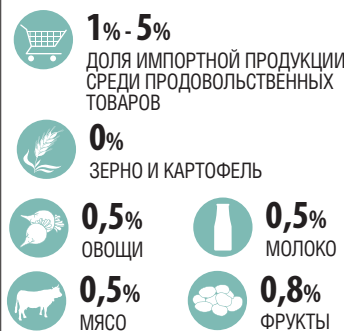 1% - 5%
ДОЛЯ ИМПОРТНОЙ ПРОДУКЦИИ
СРЕДИ ПРОДОВОЛЬСТВЕННЫХ
ТОВАРОВ
0%
ЗЕРНО И КАРТОФЕЛЬ
0,5%
ОВОЩИ
0,5%
МОЛОКО
0,5%
МЯСО
0,8%
ФРУКТЫ